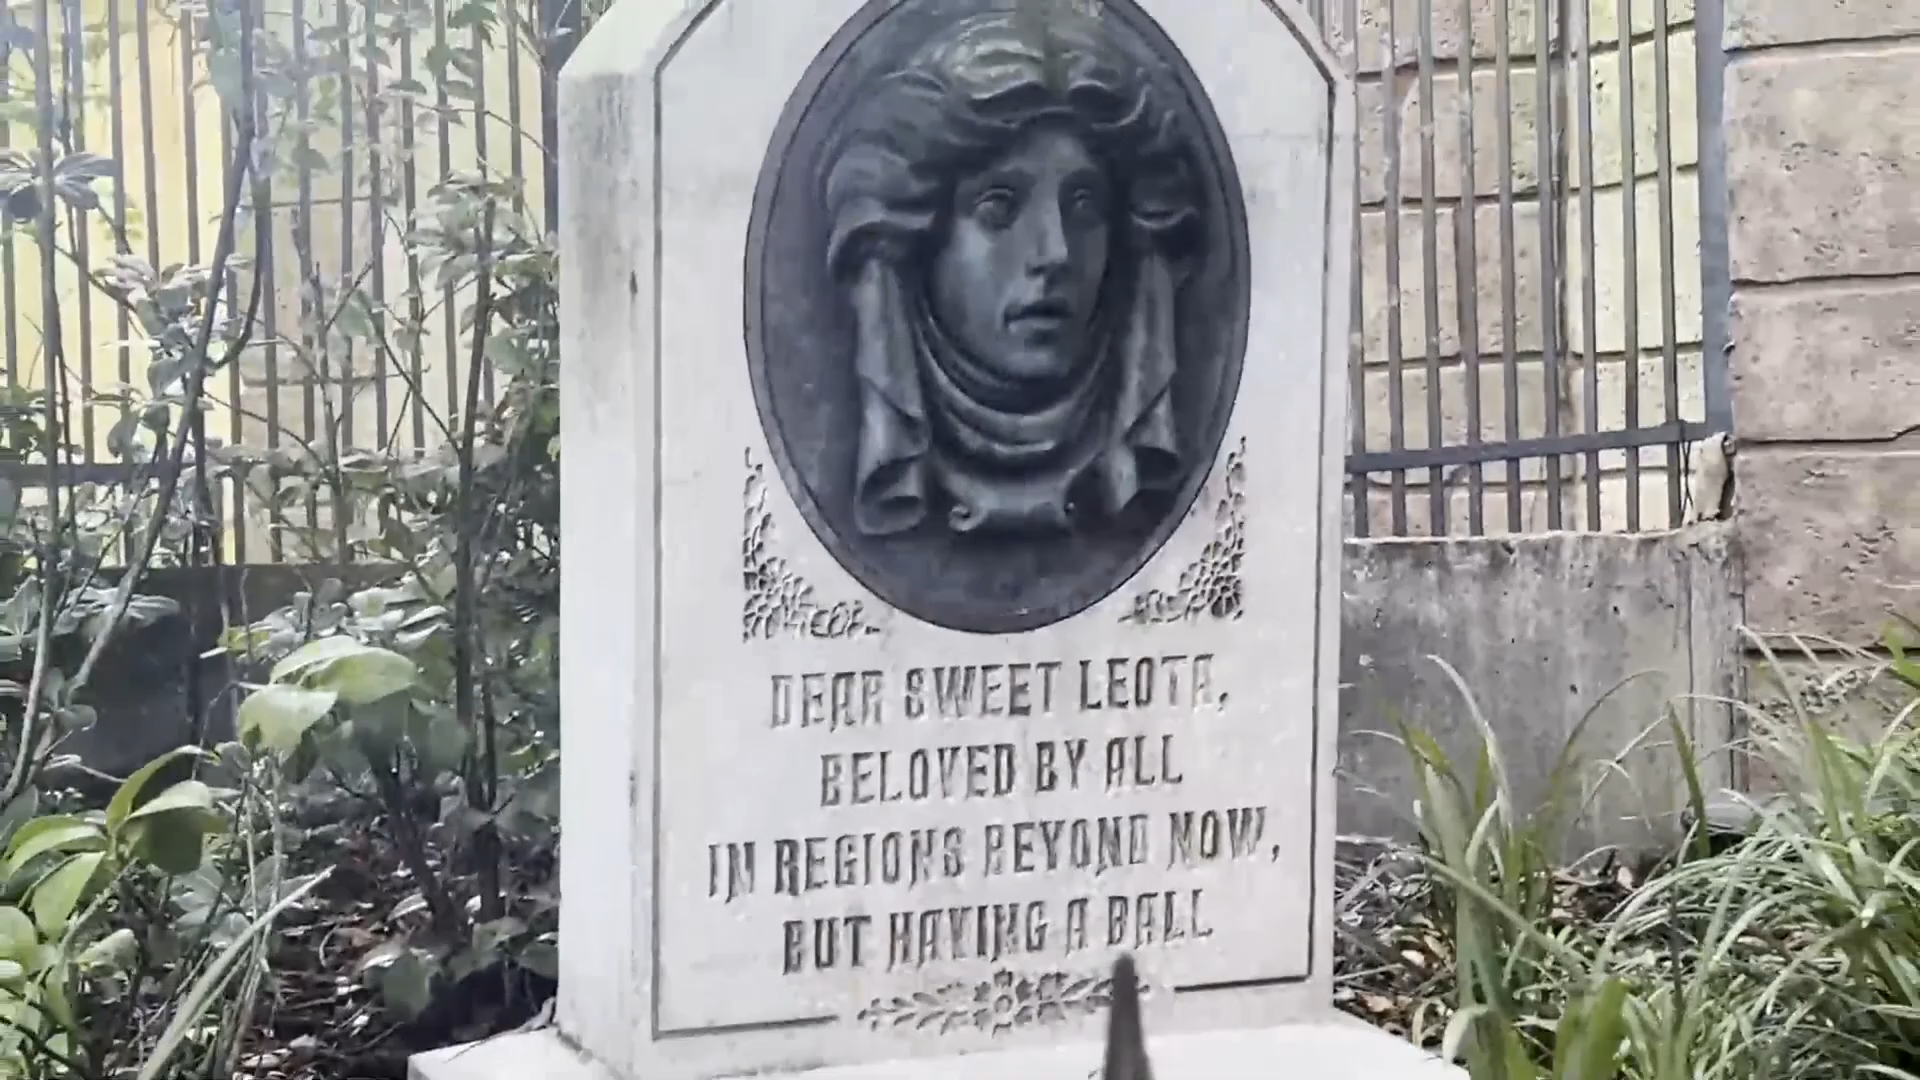 DEAR SWEET LEOTA,
BELOVED BY ALL
IN REGIONS BEYOND NOW,
BUT HAVING A BALL